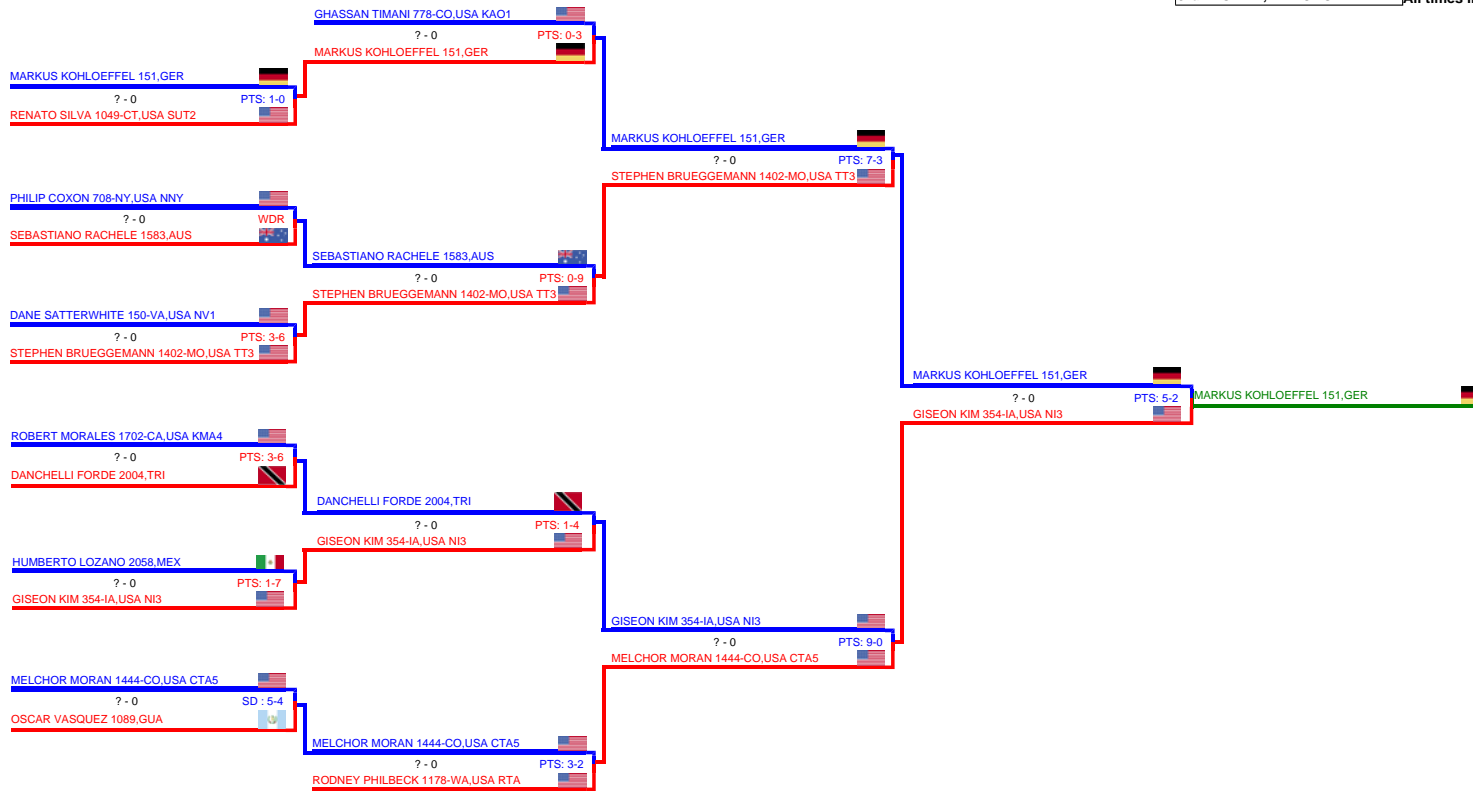 All times
GHASSAN TIMANI 778-CO,USA KAO1
? - 0
PTS: 0-3
MARKUS KOHLOEFFEL 151,GER
MARKUS KOHLOEFFEL 151,GER
? - 0
PTS: 1-0
RENATO SILVA 1049-CT,USA SUT2
MARKUS KOHLOEFFEL 151,GER
? - 0
PTS: 7-3
STEPHEN BRUEGGEMANN 1402-MO,USA TT3
PHILIP COXON 708-NY,USA NNY
? - 0
WDR
SEBASTIANO RACHELE 1583,AUS
SEBASTIANO RACHELE 1583,AUS
? - 0
PTS: 0-9
STEPHEN BRUEGGEMANN 1402-MO,USA TT3
DANE SATTERWHITE 150-VA,USA NV1
? - 0
PTS: 3-6
STEPHEN BRUEGGEMANN 1402-MO,USA TT3
MARKUS KOHLOEFFEL 151,GER
? - 0
PTS: 5-2
MARKUS KOHLOEFFEL 151,GER
GISEON KIM 354-IA,USA NI3
ROBERT MORALES 1702-CA,USA KMA4
? - 0
PTS: 3-6
DANCHELLI FORDE 2004,TRI
DANCHELLI FORDE 2004,TRI
? - 0
PTS: 1-4
GISEON KIM 354-IA,USA NI3
HUMBERTO LOZANO 2058,MEX
? - 0
PTS: 1-7
GISEON KIM 354-IA,USA NI3
GISEON KIM 354-IA,USA NI3
? - 0
PTS: 9-0
MELCHOR MORAN 1444-CO,USA CTA5
MELCHOR MORAN 1444-CO,USA CTA5
? - 0
SD : 5-4
OSCAR VASQUEZ 1089,GUA
MELCHOR MORAN 1444-CO,USA CTA5
? - 0
PTS: 3-2
RODNEY PHILBECK 1178-WA,USA RTA